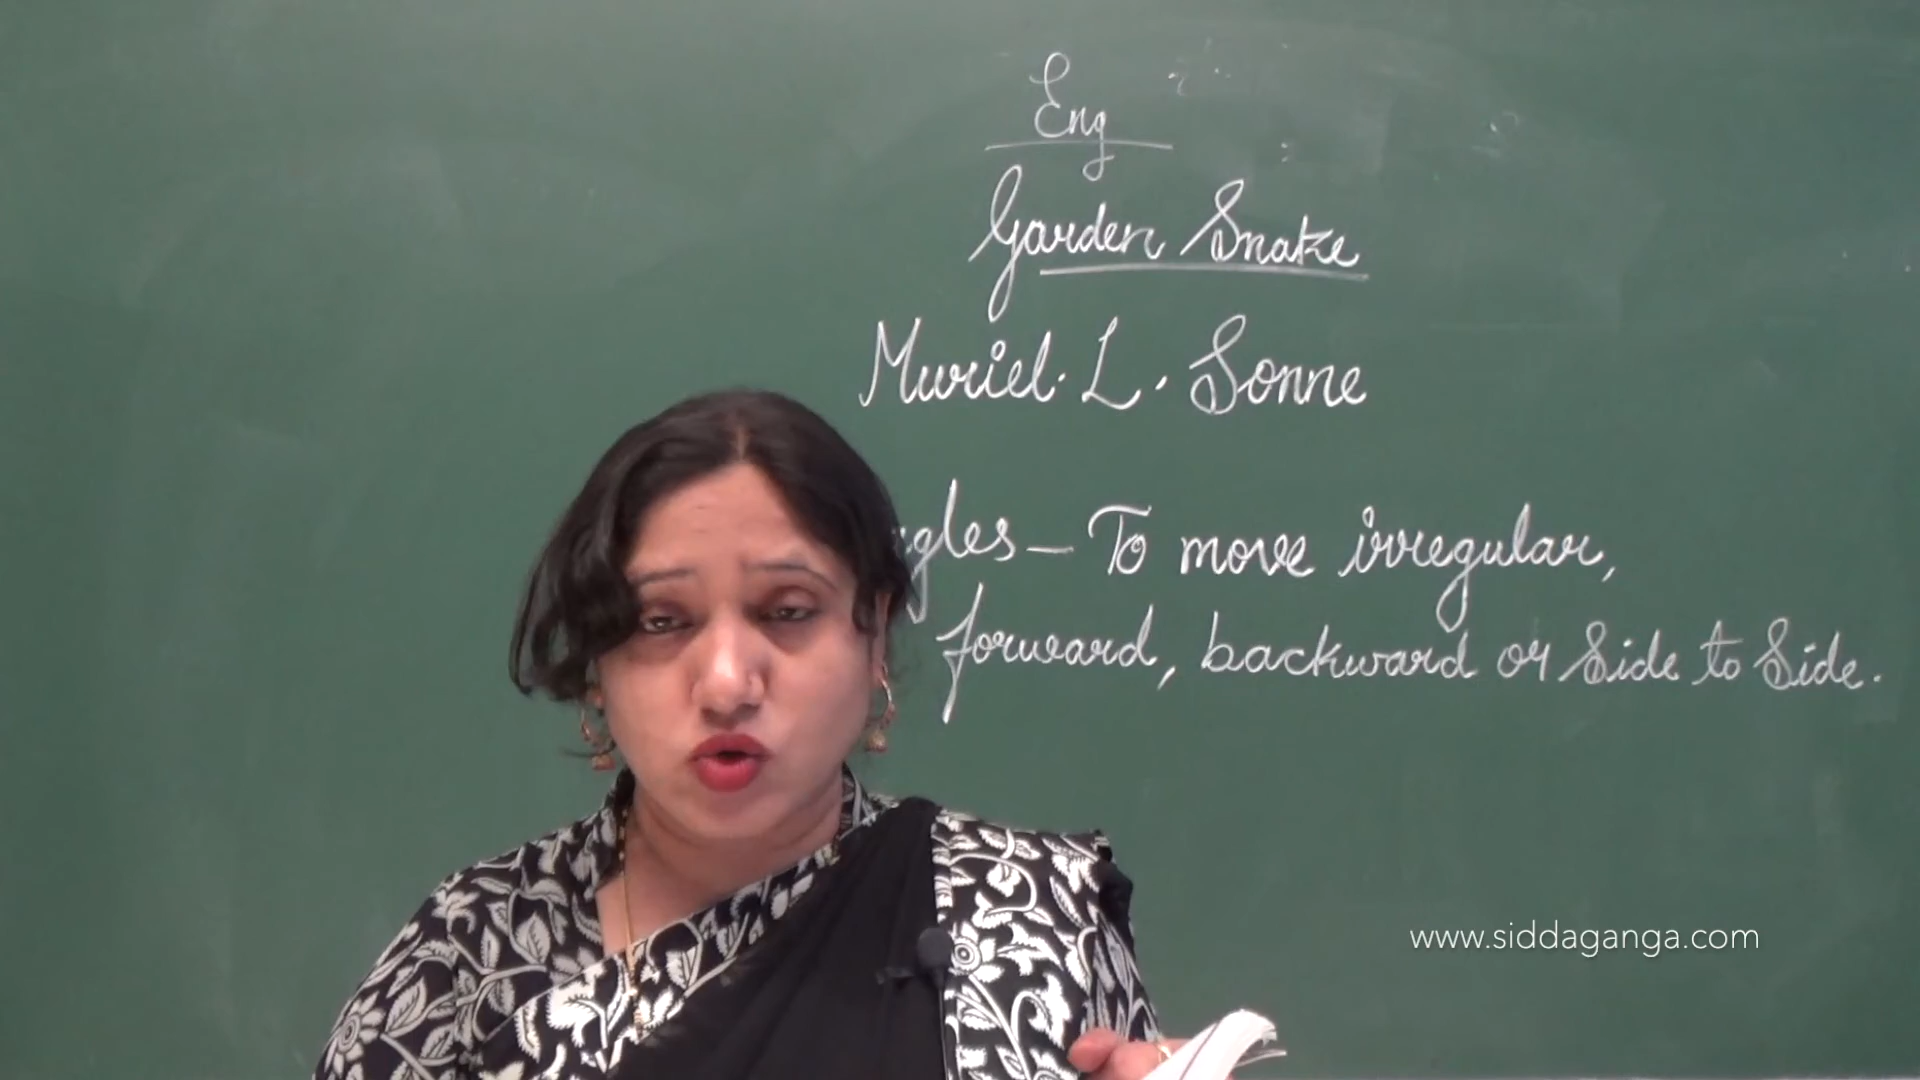 Eng
Garden Snake
Muriel. L. Sonne
gles - To move irregular,
forward, backward or Side to Side.
www.siddaganga.com